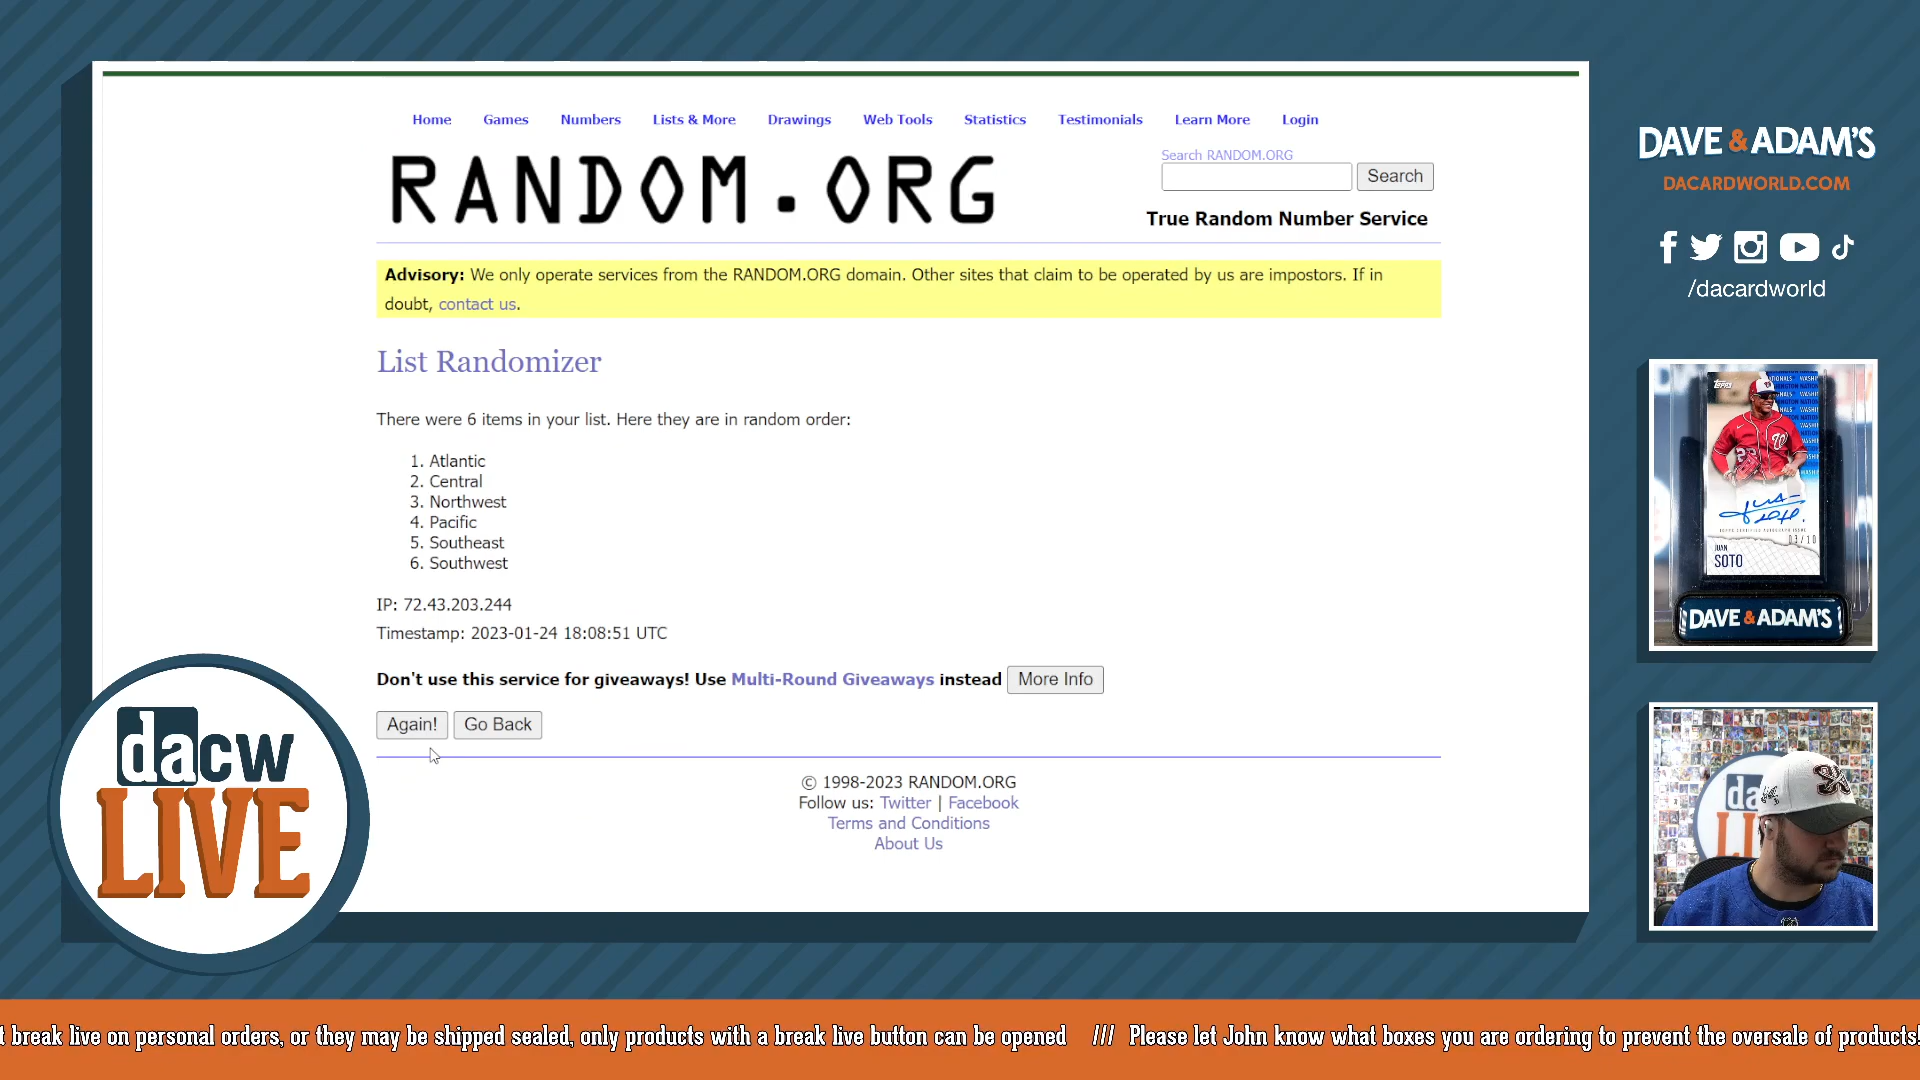 Home Games Numbers Lists & More Drawings Web Tools Statistics Testimonials Learn More Login
RANDOM.ORG
Search RANDOM.ORG
Search
True Random Number Service
Advisory: We only operate services from the RANDOM.ORG domain. Other sites that claim to be operated by us are impostors. If in
doubt, contact us.
List Randomizer
There were 6 items in your list. Here they are in random order:
1. Atlantic
2. Central
3. Northwest
4. Pacific
5. Southeast
6. Southwest
IP: 72.43.203.244
Timestamp: 2023-01-24 18:08:51 UTC
Don't use this service for giveaways! Use Multi-Round Giveaways instead More Info
Again! Go Back
© 1998-2023 RANDOM.ORG
Follow us: Twitter | Facebook
Terms and Conditions
About Us
dacw
LIVE
DAVE & ADAM'S
DACARDWORLD.COM
/dacardworld
TOPPS
JUAN
SOTO
DAVE & ADAM'S
da
t break live on personal orders, or they may be shipped sealed, only products with a break live button can be opened /// Please let John know what boxes you are ordering to prevent the oversale of products!